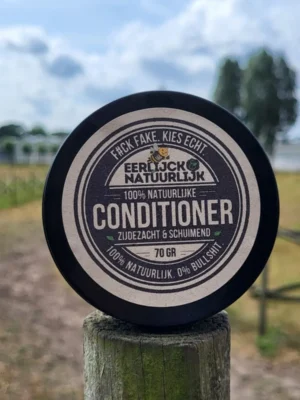 F#CK FAKE. KIES ECHT
EERLIJCK
NATUURLIJK
100% NATUURLIJKE
CONDITIONER
ZIJDEZACHT & SCHUIMEND
70 GR
100% NATUURLIJK. 0% BULLSHIT.